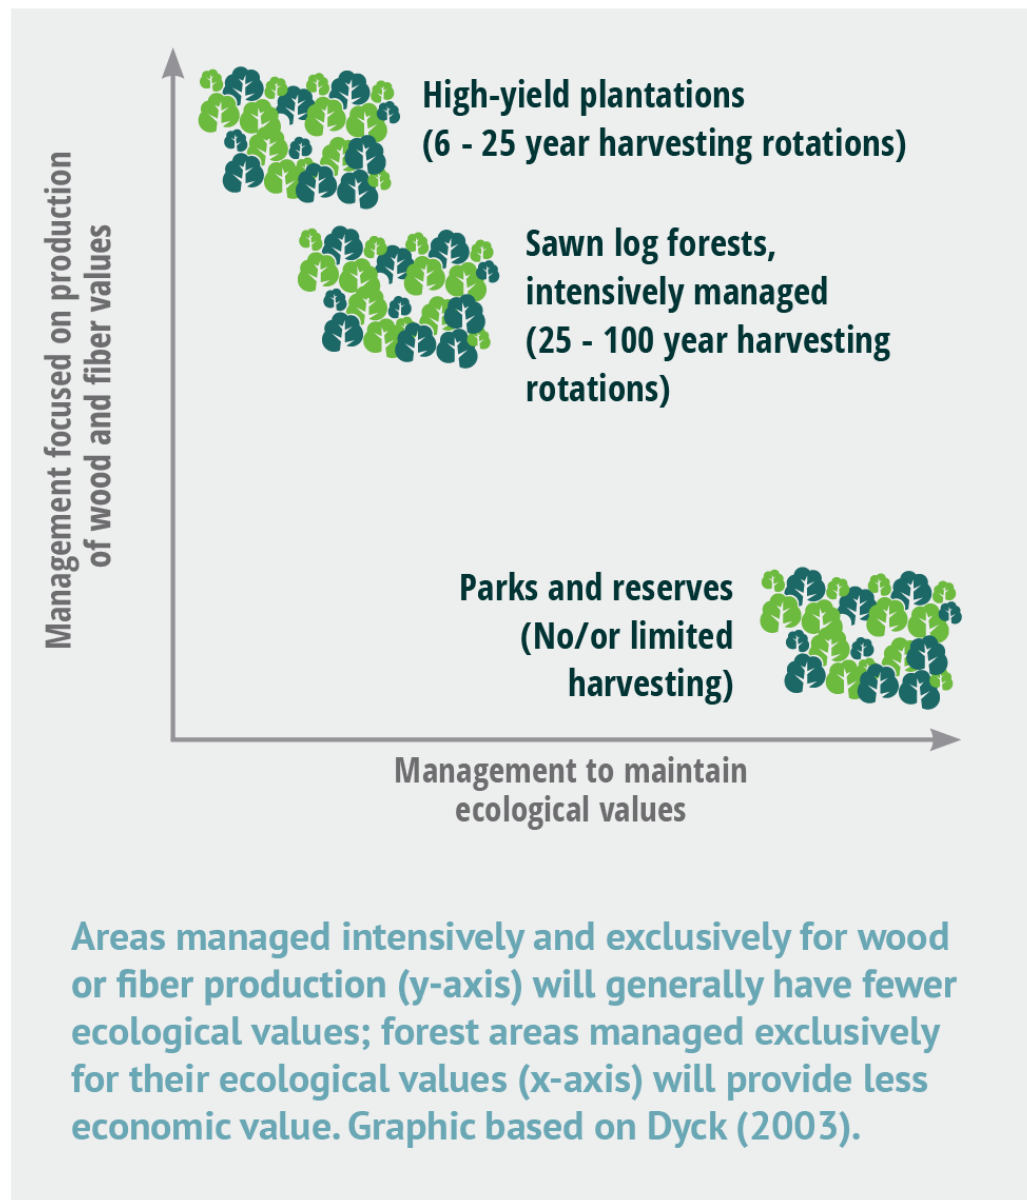 High-yield plantations
(6 - 25 year harvesting rotations)
Sawn log forests,
intensively managed
(25 - 100 year harvesting
rotations)
Management focused on production
of wood and fiber values
Parks and reserves
(No/or limited
harvesting)
Management to maintain
ecological values
Areas managed intensively and exclusively for wood
or fiber production (y-axis) will generally have fewer
ecological values; forest areas managed exclusively
for their ecological values (x-axis) will provide less
economic value. Graphic based on Dyck (2003).